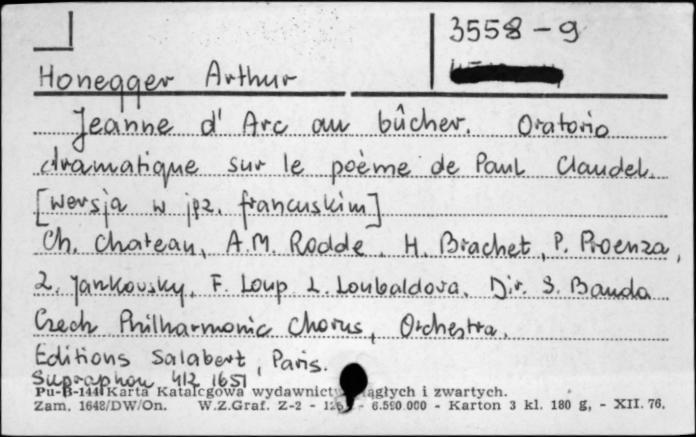 3558-9
Honegger Arthur
Jeanne d'Arc au bûcher. Oratorio
dramatique sur le poème de Paul Claudel.
[wersja w jęz. francuskim]
Ch. Chateau, A.M. Rodde, H. Brachet, P. Proenza,
Z. Jankovsky, F. Loup L. Loubaldova. Dir. S. Baudo
Czech Philharmonic Chorus, Orchestra.
Editions Salabert, Paris.
Supraphon 412 1651
Pu-B-144 Karta Katalogowa wydawnictw ciągłych i zwartych.
Zam. 1648/DW/On. W.Z.Graf. Z-2 - 6.590.000 - Karton 3 kl. 180 g, - XII. 76.